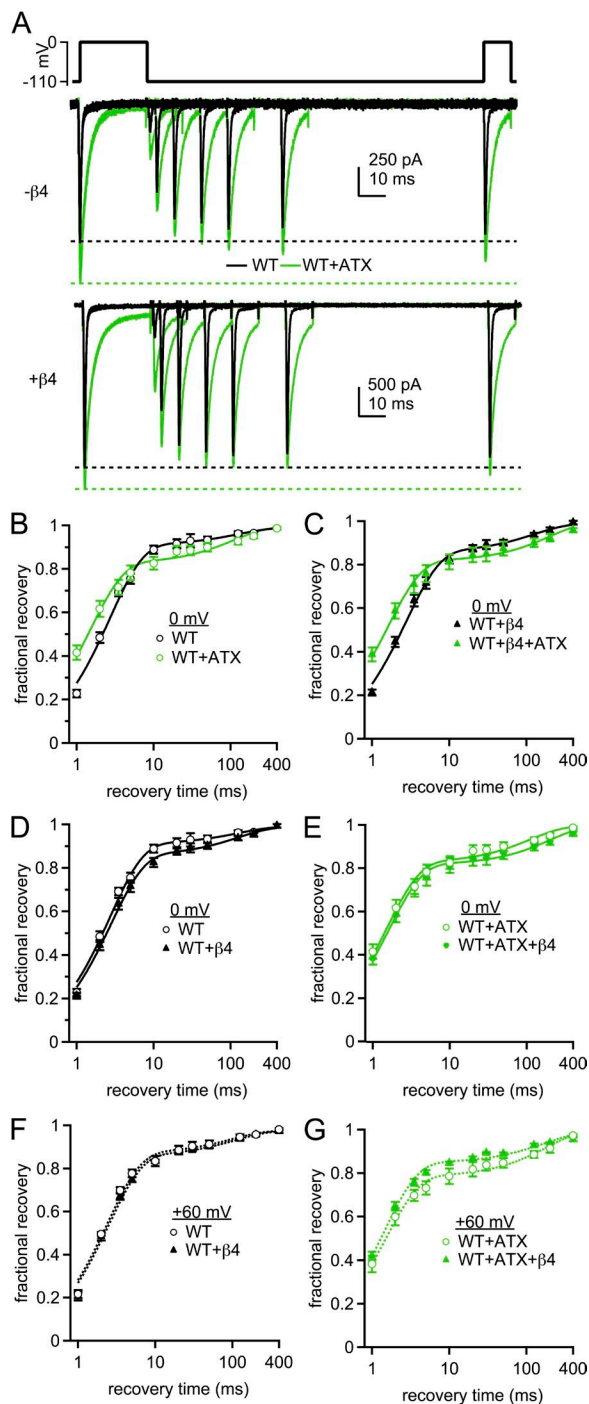 A
0
mV
-110
-β4
250 pA
10 ms
WT WT+ATX
+β4
500 pA
10 ms
B
1
0.8
0.6
0.4
0.2
0
fractional recovery
0 mV
WT
WT+ATX
1 10 100 400
recovery time (ms)
C
1
0.8
0.6
0.4
0.2
0
fractional recovery
0 mV
WT+β4
WT+β4+ATX
1 10 100 400
recovery time (ms)
D
1
0.8
0.6
0.4
0.2
0
fractional recovery
0 mV
WT
WT+β4
1 10 100 400
recovery time (ms)
E
1
0.8
0.6
0.4
0.2
0
fractional recovery
0 mV
WT+ATX
WT+ATX+β4
1 10 100 400
recovery time (ms)
F
1
0.8
0.6
0.4
0.2
0
fractional recovery
+60 mV
WT
WT+β4
1 10 100 400
recovery time (ms)
G
1
0.8
0.6
0.4
0.2
0
fractional recovery
+60 mV
WT+ATX
WT+ATX+β4
1 10 100 400
recovery time (ms)